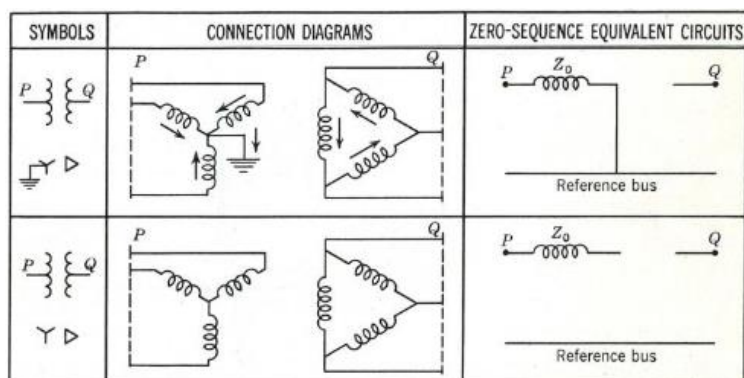 SYMBOLS CONNECTION DIAGRAMS ZERO-SEQUENCE EQUIVALENT CIRCUITS
P Q
P Q
P Z₀ Q
Reference bus
P Q
P Q
P Z₀ Q
Reference bus